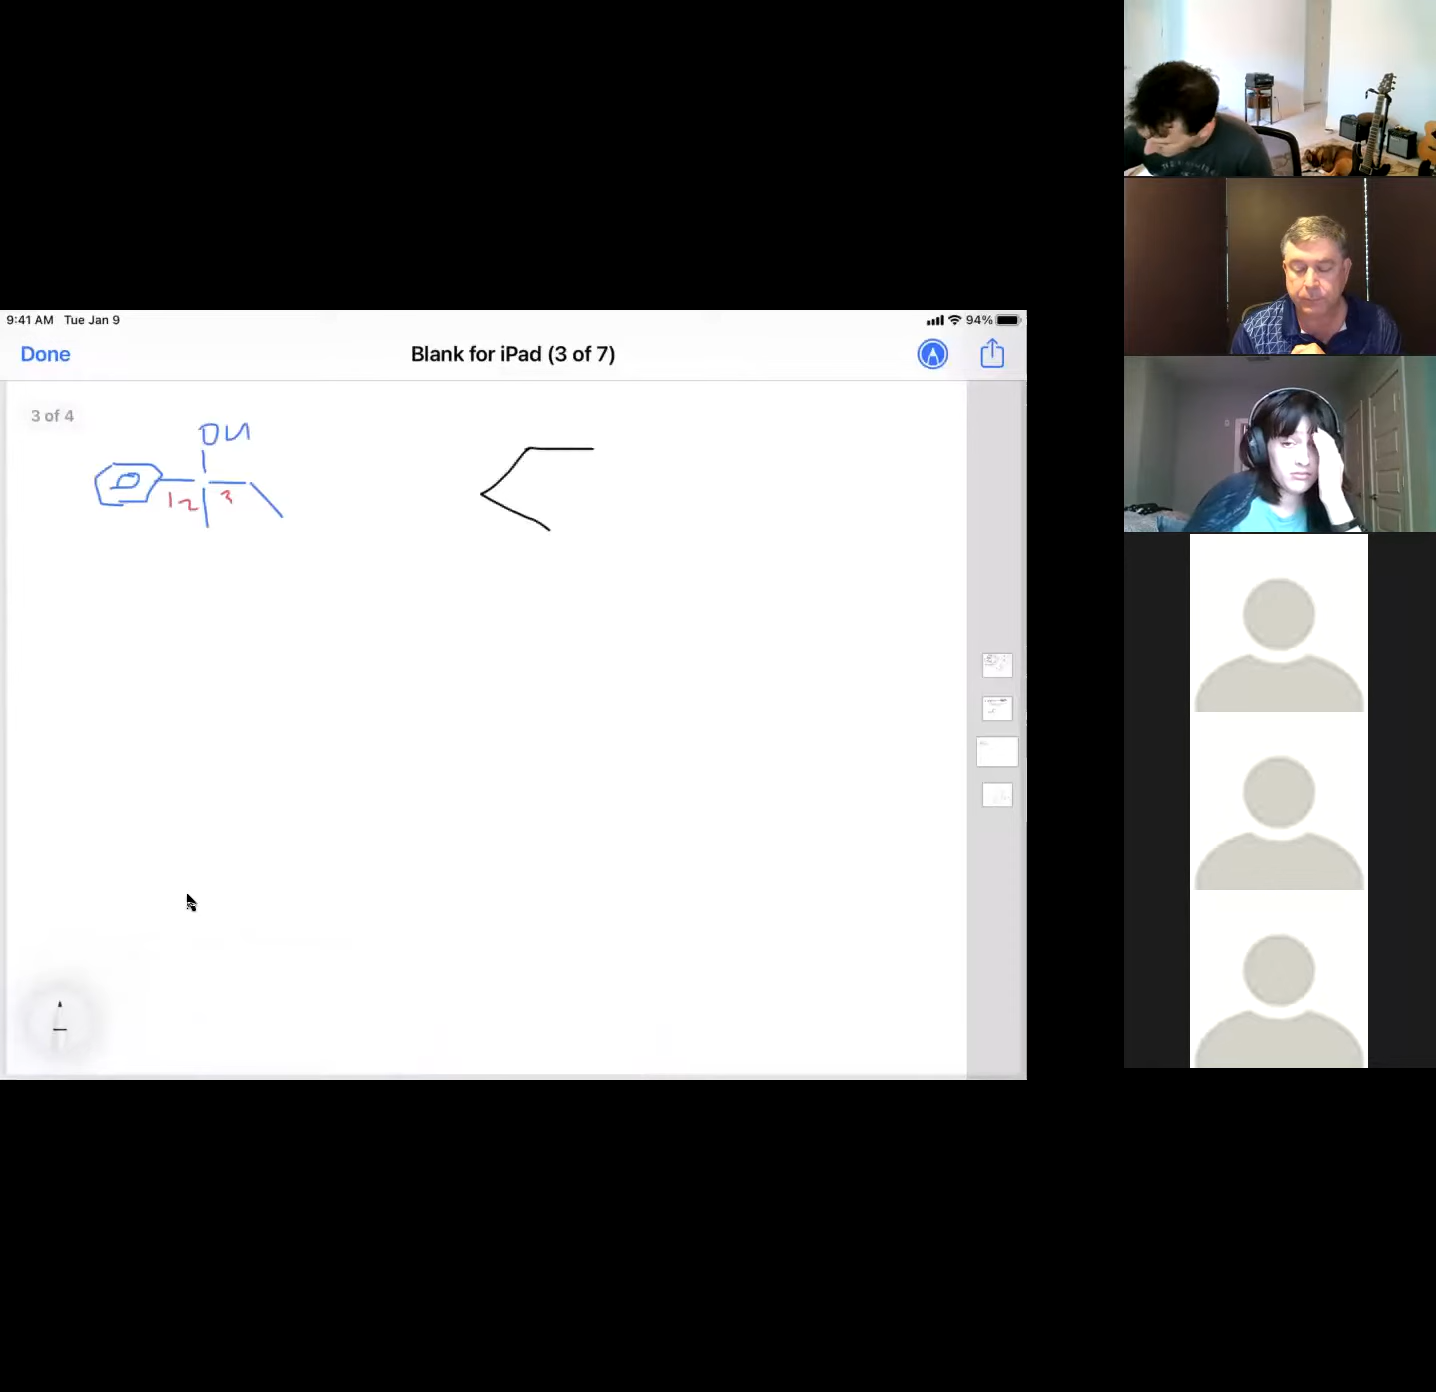 9:41 AM Tue Jan 9
94%
Done
Blank for iPad (3 of 7)
3 of 4
OH
1 2 3